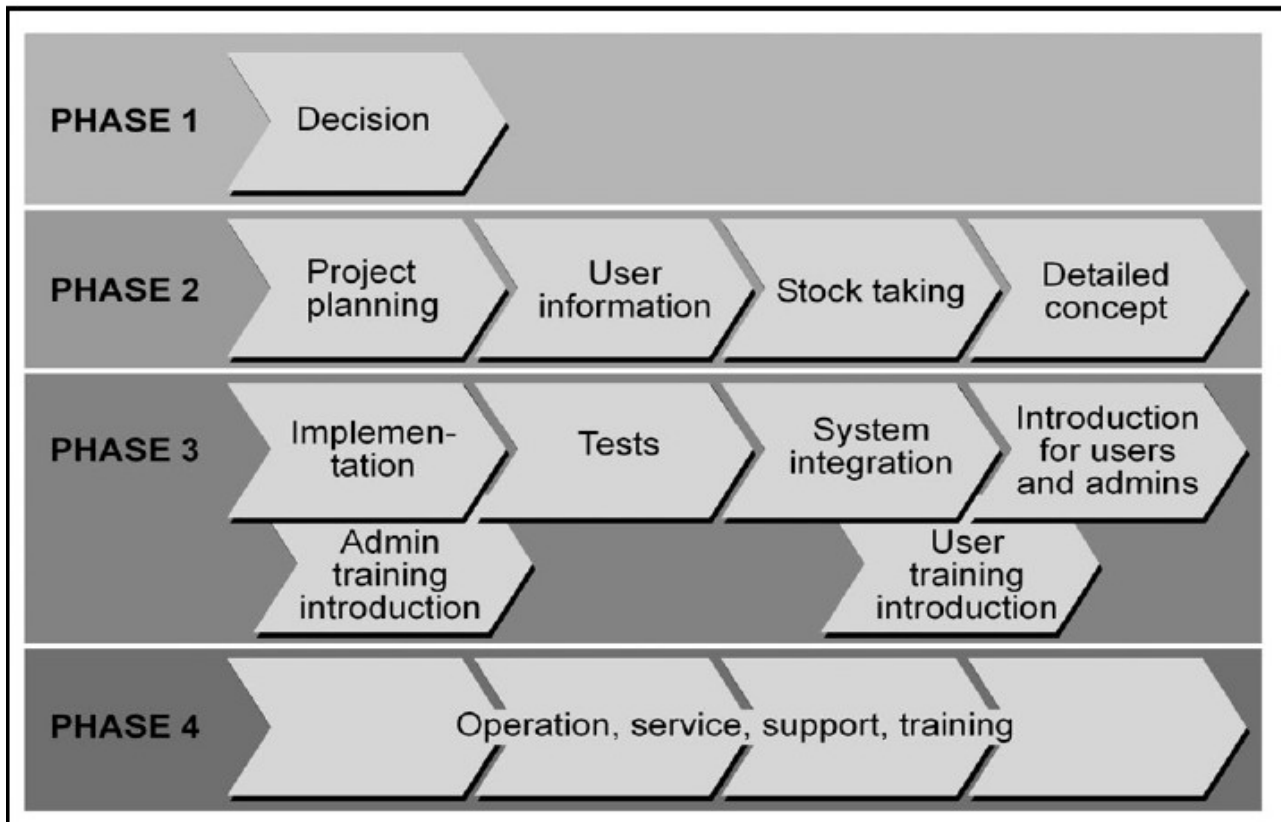 PHASE 1
Decision
PHASE 2
Project
planning
User
information
Stock taking
Detailed
concept
PHASE 3
Implemen-
tation
Tests
System
integration
Introduction
for users
and admins
Admin
training
introduction
User
training
introduction
PHASE 4
Operation, service, support, training